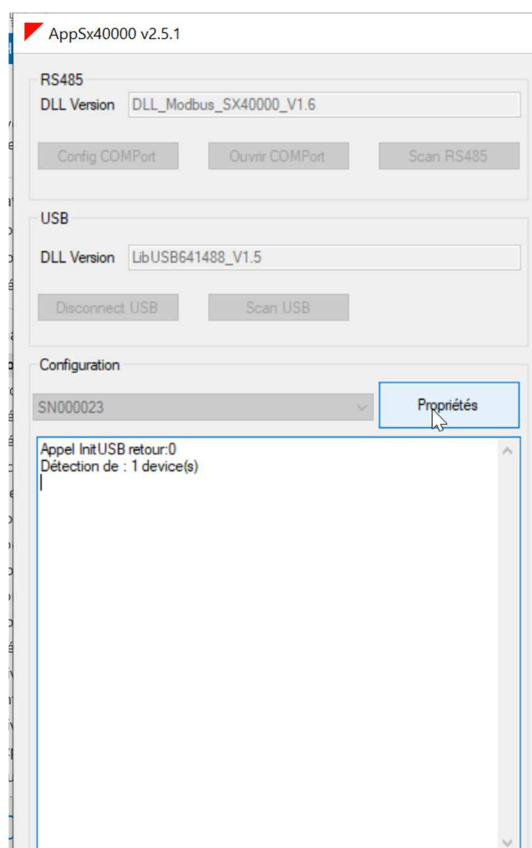 AppSx40000 v2.5.1
RS485
DLL Version DLL_Modbus_SX40000_V1.6
Config COMPort Ouvrir COMPort Scan RS485
USB
DLL Version LibUSB641488_V1.5
Disconnect USB Scan USB
Configuration
SN000023 Propriétés
Appel InitUSB retour:0
Détection de : 1 device(s)